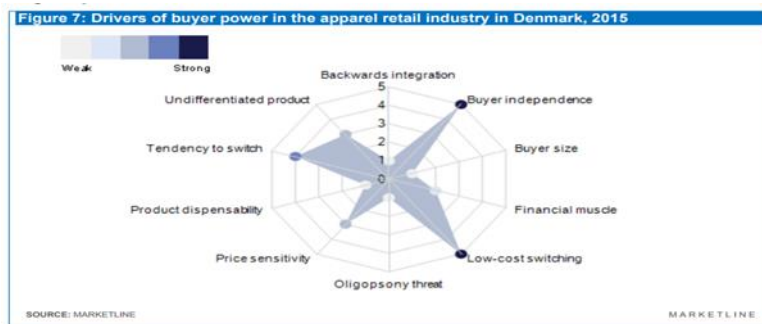 Figure 7: Drivers of buyer power in the apparel retail industry in Denmark, 2015
Weak Strong
Backwards integration
Undifferentiated product
Buyer independence
Tendency to switch
Buyer size
Product dispensability
Financial muscle
Price sensitivity
Low-cost switching
Oligopsony threat
5
4
3
2
1
0
SOURCE: MARKETLINE
MARKETLINE